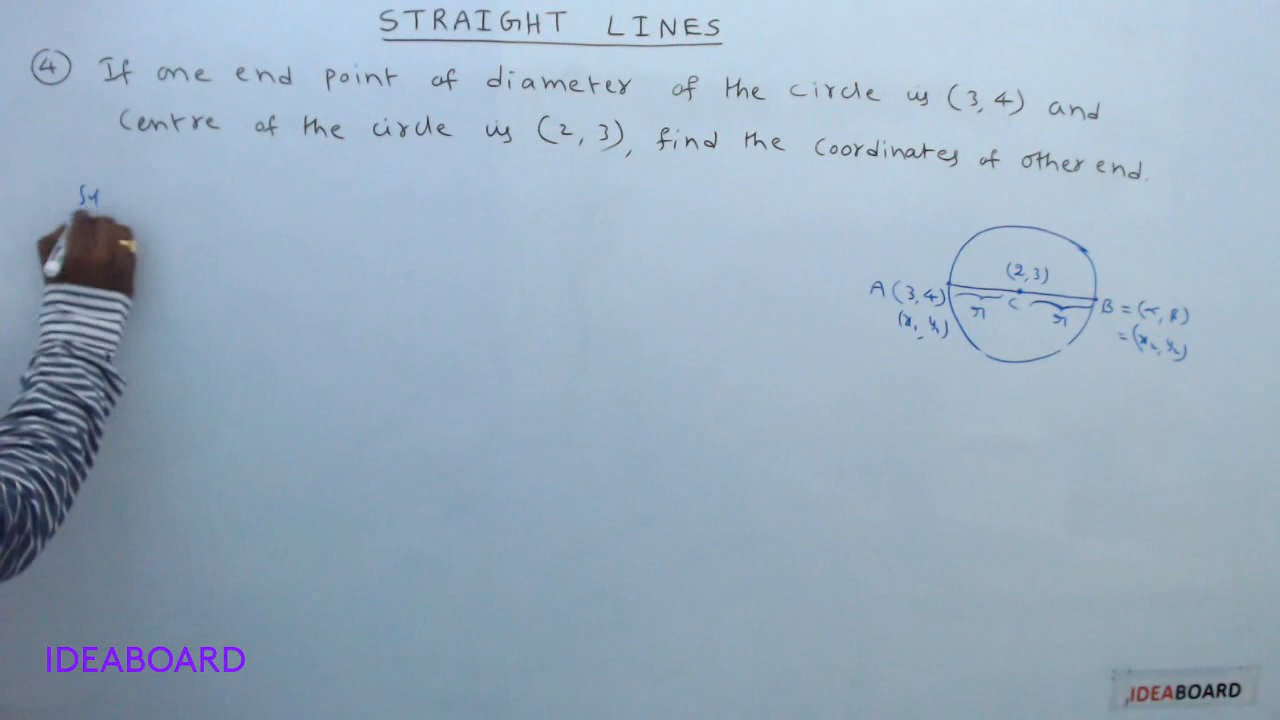 STRAIGHT LINES
④ If one end point of diameter of the circle is (3, 4) and
Centre of the circle is (2, 3), find the coordinates of other end.
(2, 3)
A (3, 4)
C
B = (α, β)
r
r
(x₁, y₁)
= (x₂, y₂)
IDEABOARD
IDEABOARD